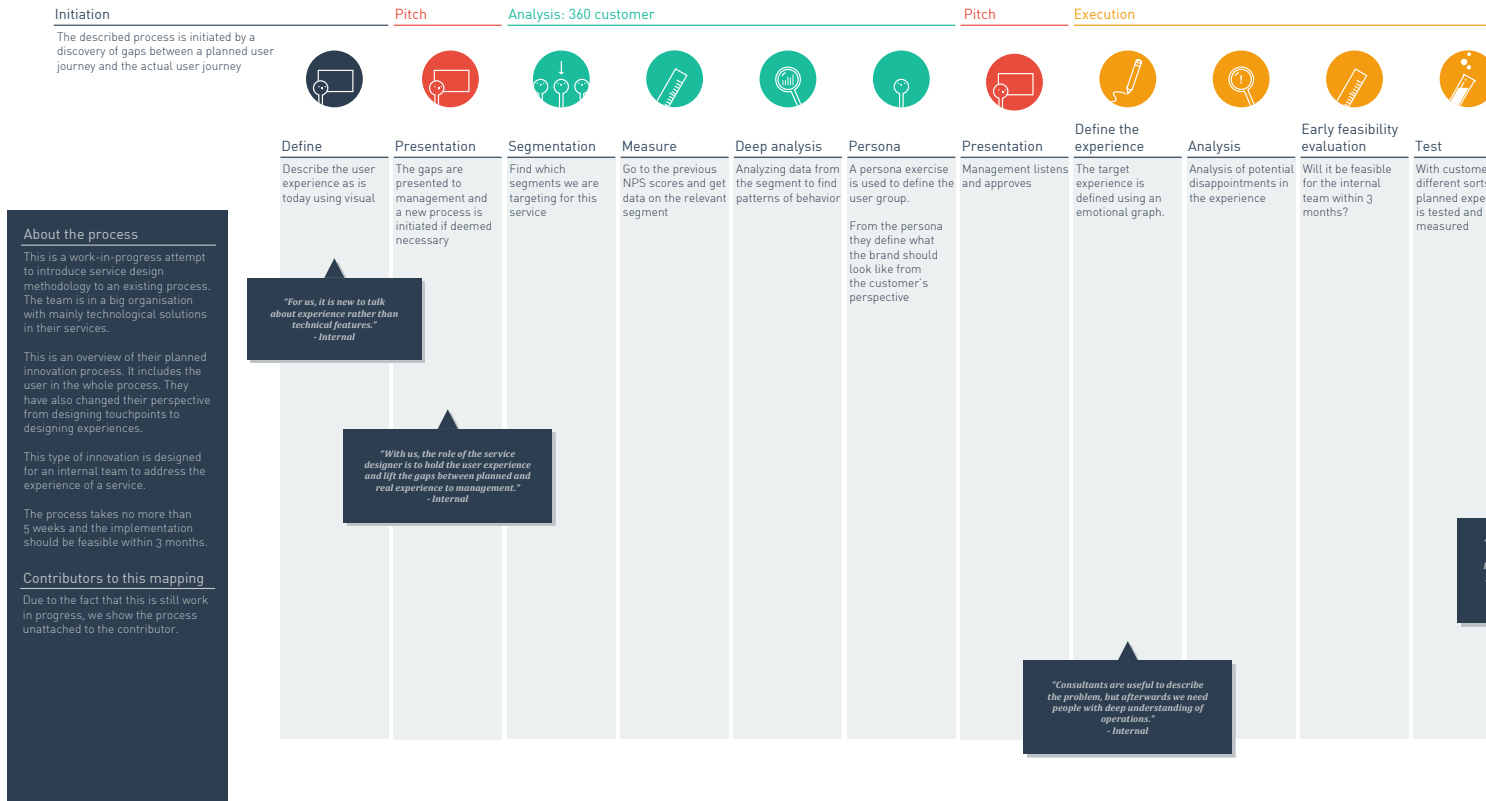 Initiation
The described process is initiated by a
discovery of gaps between a planned user
journey and the actual user journey
Pitch
Analysis: 360 customer
Pitch
Execution
Define
Describe the user
experience as is
today using visual
Presentation
The gaps are
presented to
management and
a new process is
initiated if deemed
necessary
Segmentation
Find which
segments we are
targeting for this
service
Measure
Go to the previous
NPS scores and get
data on the relevant
segment
Deep analysis
Analyzing data from
the segment to find
patterns of behavior
Persona
A persona exercise
is used to define the
user group.
From the persona
they define what
the brand should
look like from
the customer's
perspective
Presentation
Management listens
and approves
Define the
experience
The target
experience is
defined using an
emotional graph.
Analysis
Analysis of potential
disappointments in
the experience
Early feasibility
evaluation
Will it be feasible
for the internal
team within 3
months?
Test
With
different
planned
is tested and
measured
About the process
This is a work-in-progress attempt
to introduce service design
methodology to an existing process.
The team is in a big organisation
with mainly technological solutions
in their services.
This is an overview of their planned
innovation process. It includes the
user in the whole process. They
have also changed their perspective
from designing touchpoints to
designing experiences.
This type of innovation is designed
for an internal team to address the
experience of a service.
The process takes no more than
5 weeks and the implementation
should be feasible within 3 months.
Contributors to this mapping
Due to the fact that this is still work
in progress, we show the process
unattached to the contributor.
"For us, it is new to talk
about experience rather than
technical features."
- Internal
"With us, the role of the service
designer is to hold the user experience
and lift the gaps between planned and
real experience to management."
- Internal
"Consultants are useful to describe
the problem, but afterwards we need
people with deep understanding of
operations."
- Internal